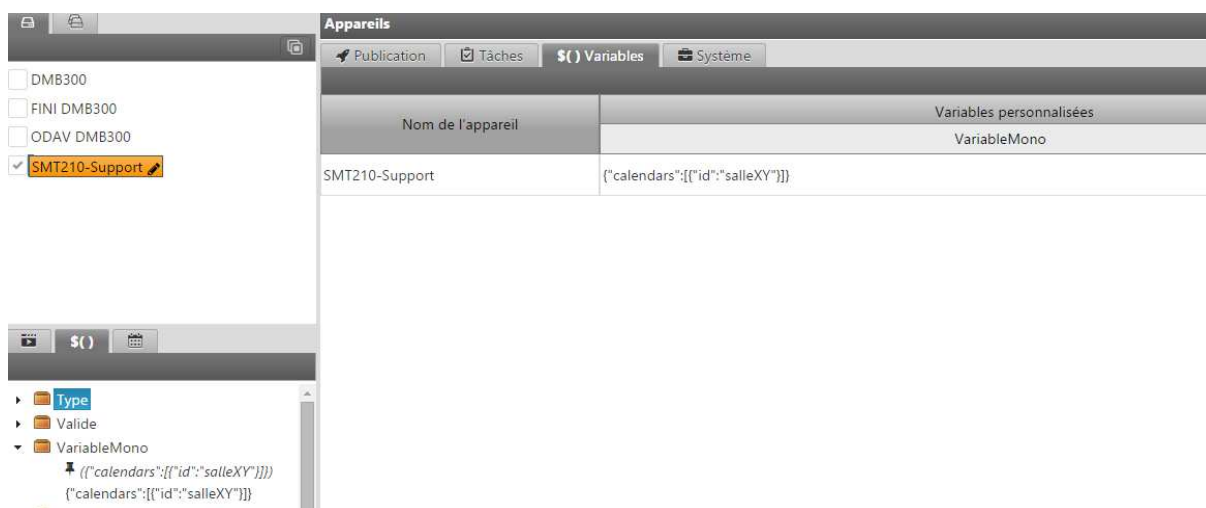 Appareils
Publication
Tâches
$() Variables
Système
DMB300
FINI DMB300
ODAV DMB300
SMT210-Support
Nom de l'appareil
Variables personnalisées
VariableMono
SMT210-Support
{"calendars":[{"id":"salleXY"}]}
$()
Type
Valide
VariableMono
({"calendars":[{"id":"salleXY"}]})
{"calendars":[{"id":"salleXY"}]}